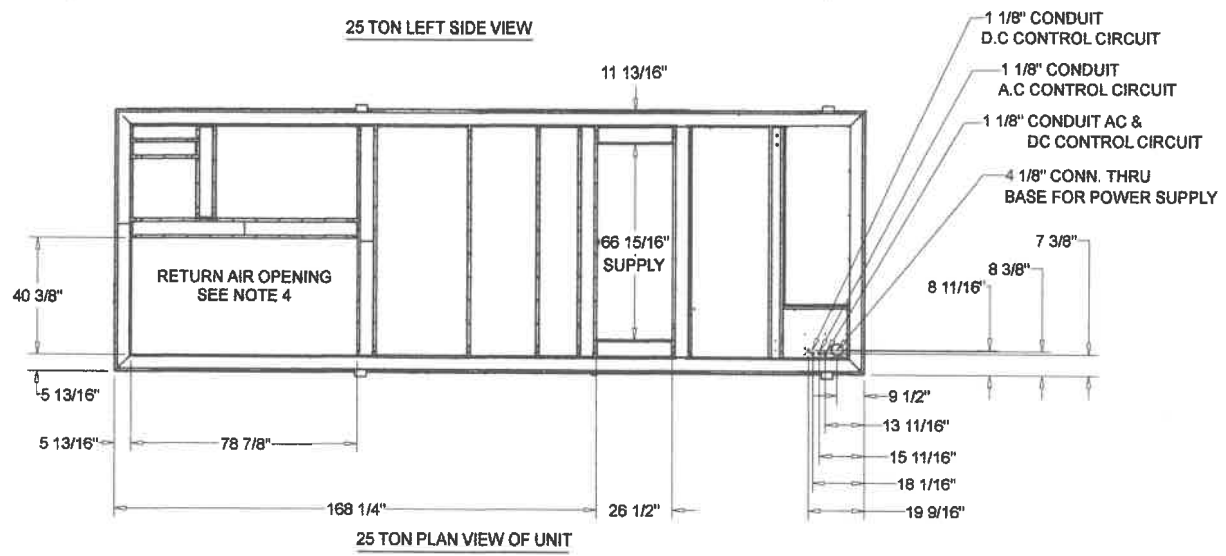 25 TON LEFT SIDE VIEW
1 1/8" CONDUIT
D.C CONTROL CIRCUIT
11 13/16"
1 1/8" CONDUIT
A.C CONTROL CIRCUIT
1 1/8" CONDUIT AC &
DC CONTROL CIRCUIT
4 1/8" CONN. THRU
BASE FOR POWER SUPPLY
66 15/16"
SUPPLY
7 3/8"
RETURN AIR OPENING
SEE NOTE 4
8 3/8"
8 11/16"
40 3/8"
5 13/16"
9 1/2"
13 11/16"
5 13/16"
78 7/8"
15 11/16"
18 1/16"
168 1/4"
26 1/2"
19 9/16"
25 TON PLAN VIEW OF UNIT